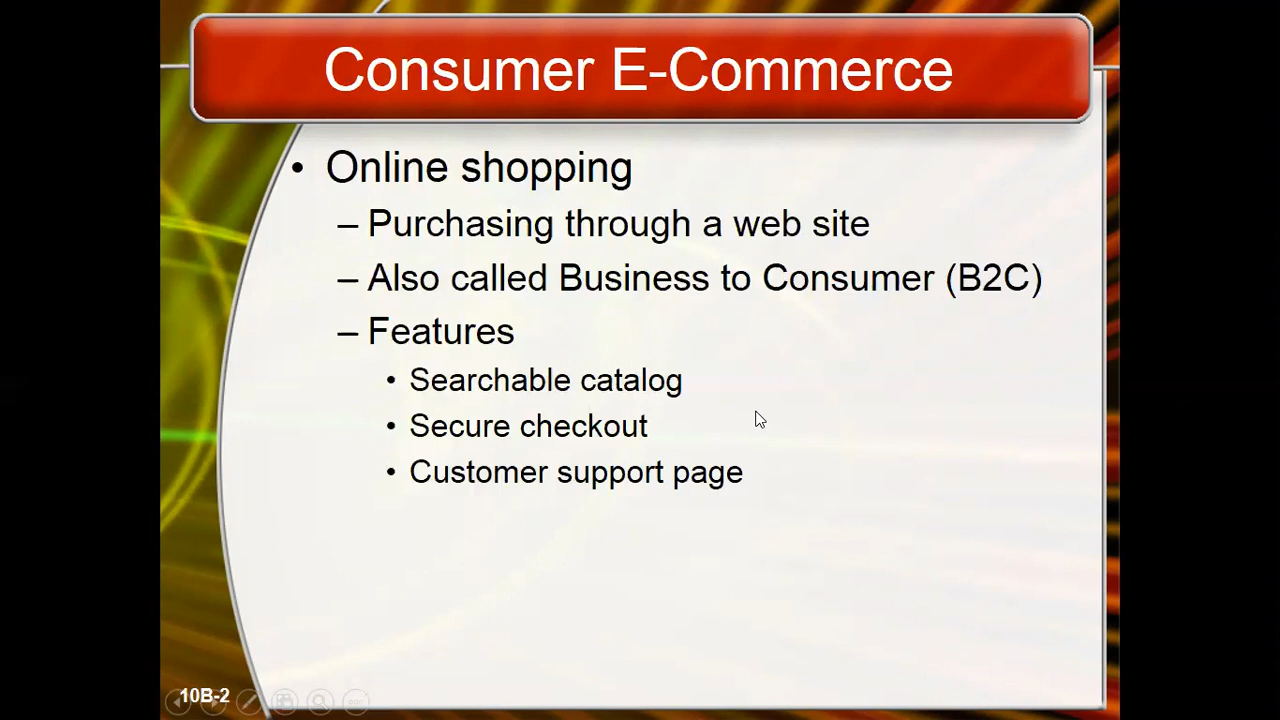 Consumer E-Commerce
• Online shopping
– Purchasing through a web site
– Also called Business to Consumer (B2C)
– Features
• Searchable catalog
• Secure checkout
• Customer support page
10B-2